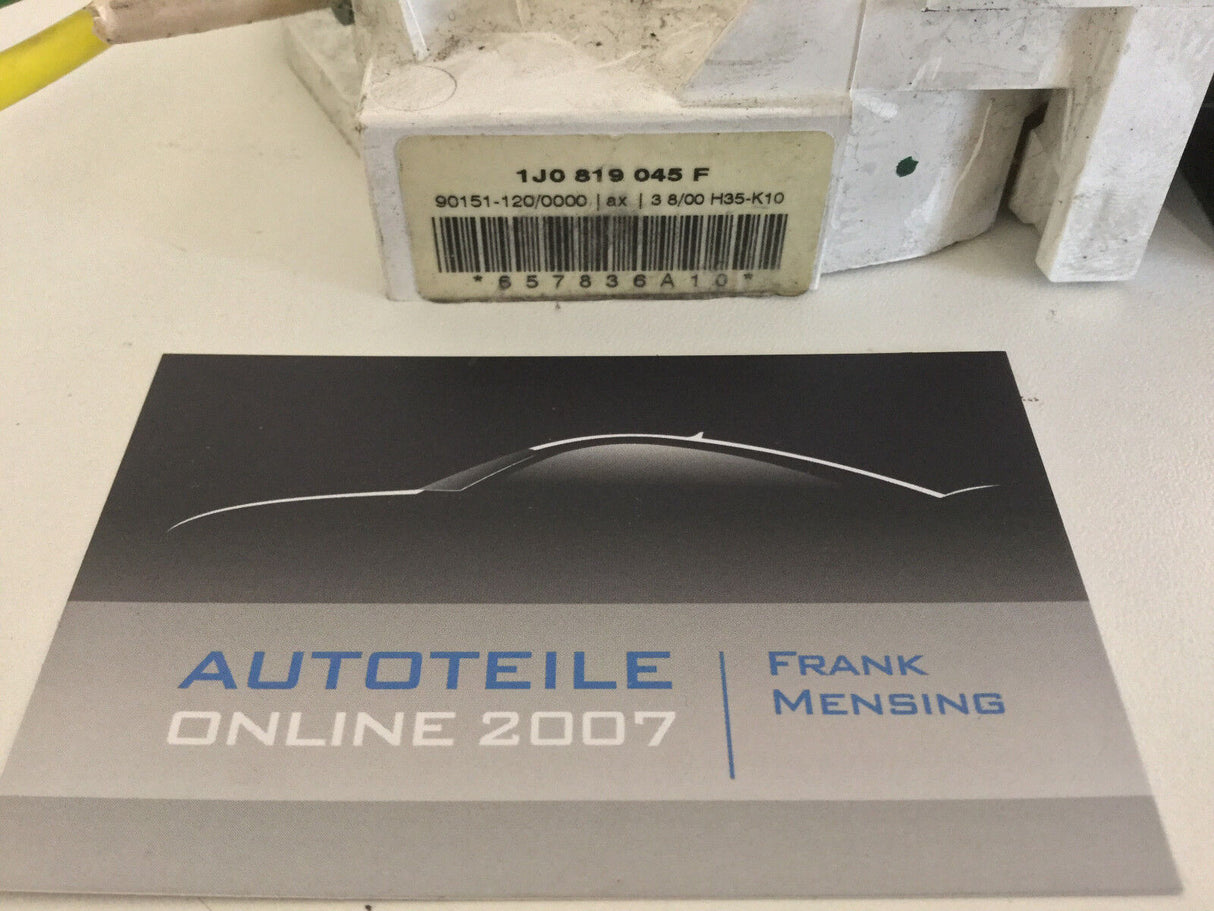 1J0 819 045 F
90151-120/0000 | ax | 3 8/00 H35-K10
*657836A10*
AUTOTEILE
ONLINE 2007
FRANK
MENSING